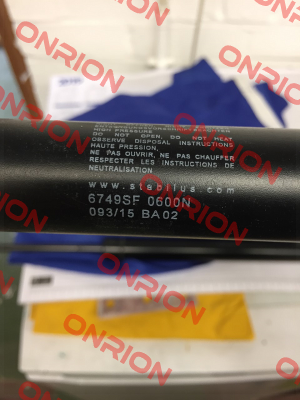 ONRION
ONRION
ONRION
HIGH PRESSURE
DO NOT OPEN, DO NOT HEAT
OBSERVE DISPOSAL INSTRUCTIONS
HAUTE PRESSION,
NE PAS OUVRIR, NE PAS CHAUFFER
RESPECTER LES INSTRUCTIONS DE
NEUTRALISATION
www.stabilus.com
6749SF 0600N
093/15 BA02
ONRION
ONRION
ONRION
ONRION
ONRION